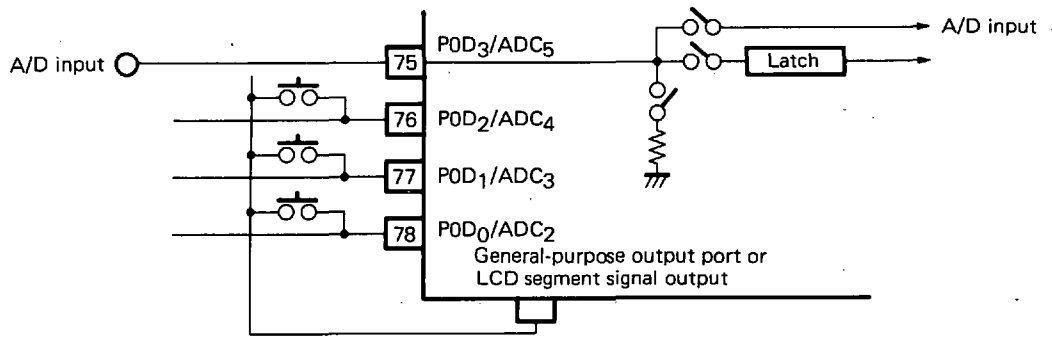 A/D input
75
P0D3/ADC5
A/D input
Latch
76
P0D2/ADC4
77
P0D1/ADC3
78
P0D0/ADC2
General-purpose output port or
LCD segment signal output